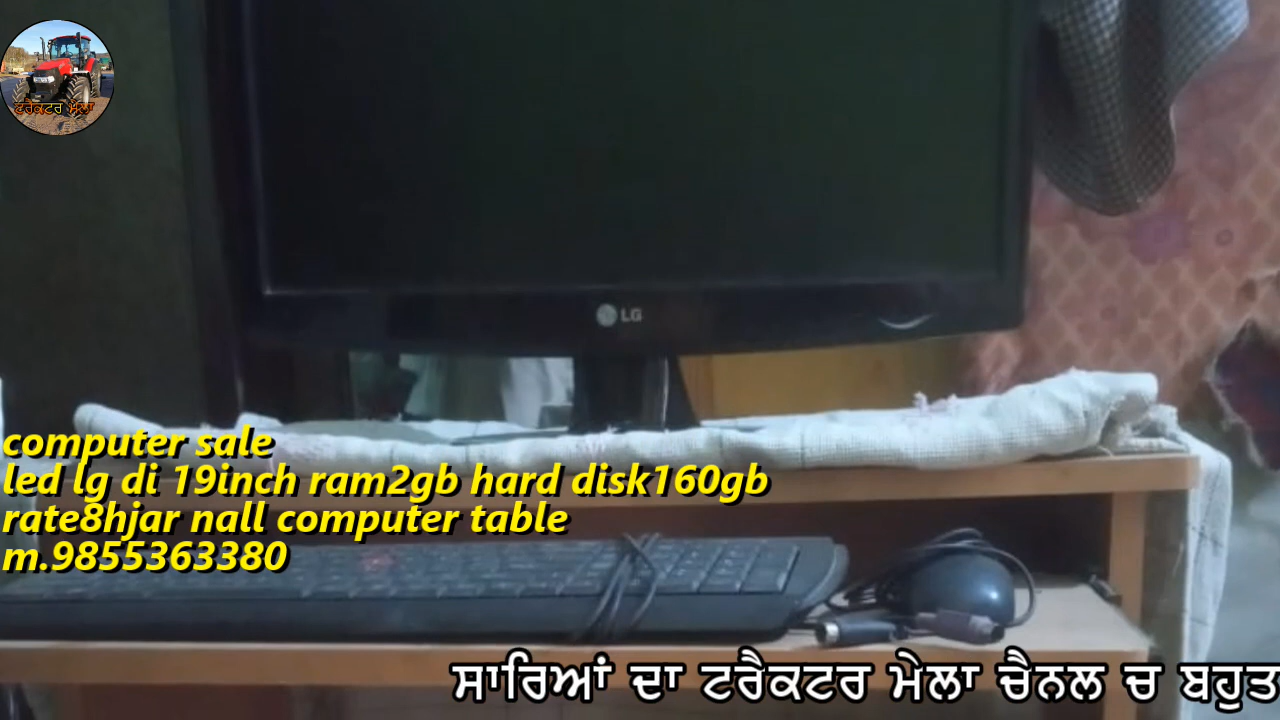 ਟਰੈਕਟਰ ਮੇਲਾ
LG
computer sale
led lg di 19inch ram2gb hard disk160gb
rate8hjar nall computer table
m.9855363380
ਸਾਰਿਆਂ ਦਾ ਟਰੈਕਟਰ ਮੇਲਾ ਚੈਨਲ ਚ ਬਹੁਤ